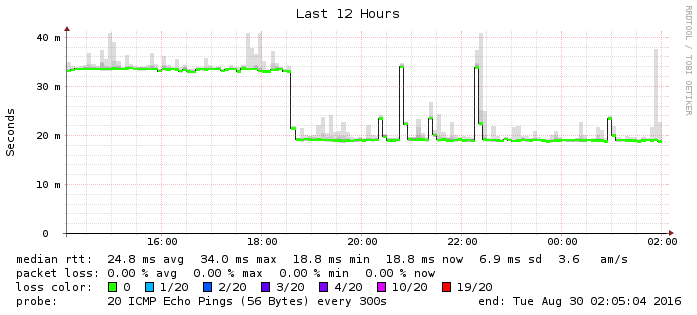 Last 12 Hours
RRDTOOL / TOBI OETIKER
Seconds
40 m
30 m
20 m
10 m
0
16:00 18:00 20:00 22:00 00:00 02:00
median rtt: 24.8 ms avg 34.0 ms max 18.8 ms min 18.8 ms now 6.9 ms sd 3.6 am/s
packet loss: 0.00 % avg 0.00 % max 0.00 % min 0.00 % now
loss color: 0 1/20 2/20 3/20 4/20 10/20 19/20
probe: 20 ICMP Echo Pings (56 Bytes) every 300s end: Tue Aug 30 02:05:04 2016